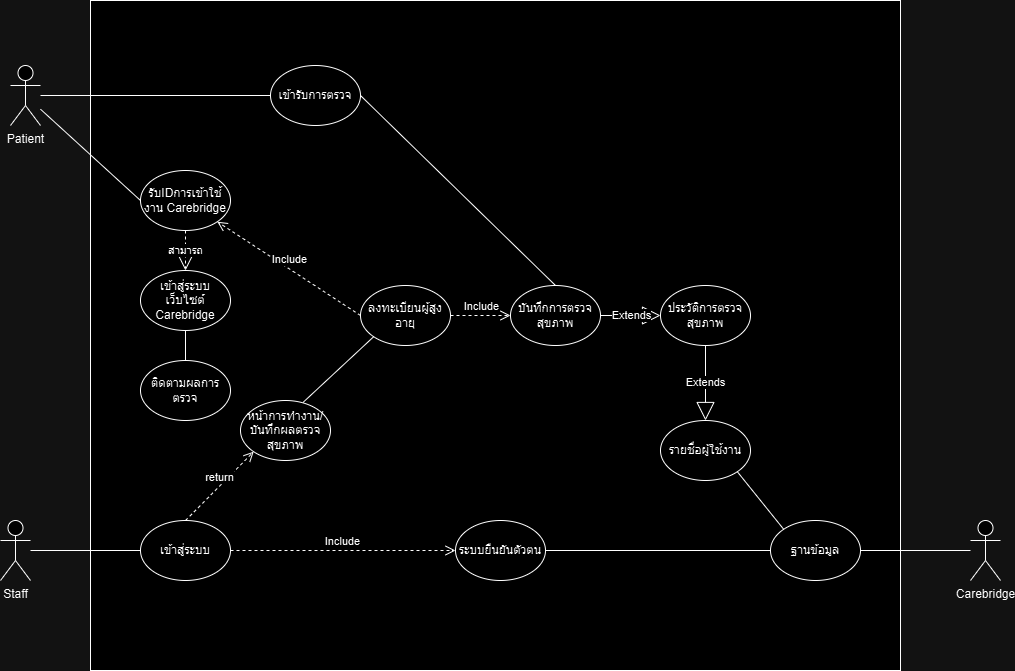 เข้ารับการตรวจ
Patient
รับIDการเข้าใช้
งาน Carebridge
สามารถ
Include
เข้าสู่ระบบ
เว็บไซต์
Carebridge
ลงทะเบียนผู้สูง
อายุ
Include
บันทึกการตรวจ
สุขภาพ
Extends
ประวัติการตรวจ
สุขภาพ
ติดตามผลการ
ตรวจ
Extends
หน้าการทำงาน/
บันทึกผลตรวจ
สุขภาพ
รายชื่อผู้ใช้งาน
return
เข้าสู่ระบบ
Include
ระบบยืนยันตัวตน
ฐานข้อมูล
Staff
Carebridge